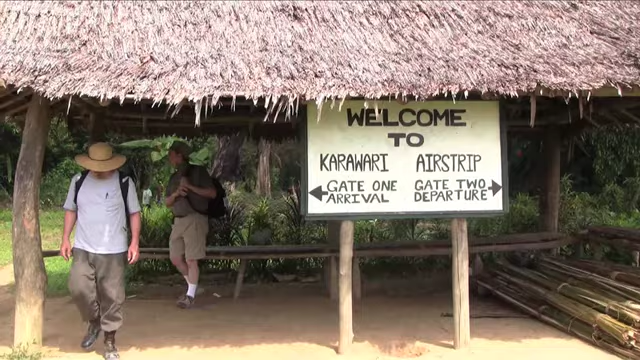 WELCOME
TO
KARAWARI AIRSTRIP
GATE ONE GATE TWO
ARRIVAL DEPARTURE